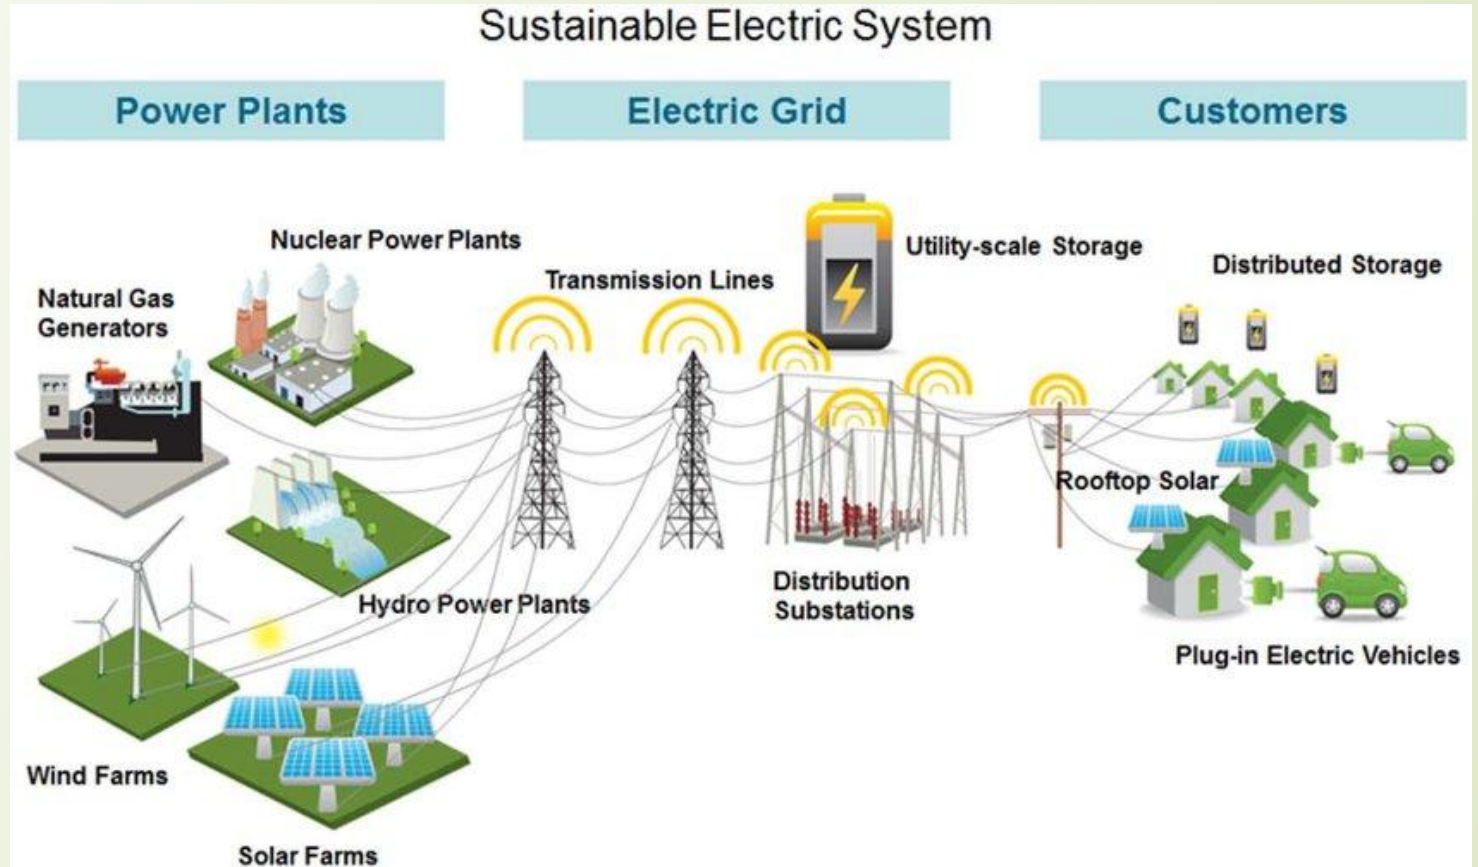 Sustainable Electric System
Power Plants
Electric Grid
Customers
Nuclear Power Plants
Natural Gas
Generators
Transmission Lines
Utility-scale Storage
Distributed Storage
Rooftop Solar
Hydro Power Plants
Distribution
Substations
Plug-in Electric Vehicles
Wind Farms
Solar Farms